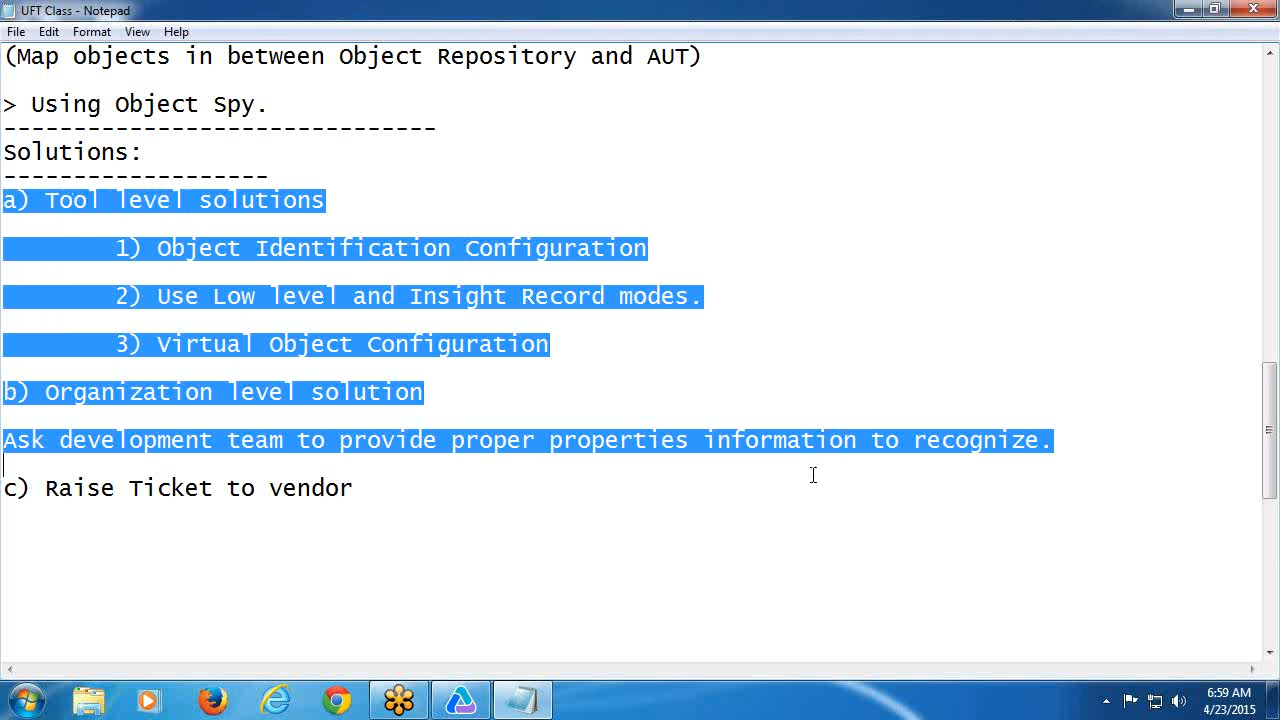 UFT Class - Notepad
File Edit Format View Help
(Map objects in between Object Repository and AUT)
> Using Object Spy.
-------------------------------
Solutions:
-------------------
a) Tool level solutions
1) Object Identification Configuration
2) Use Low level and Insight Record modes.
3) Virtual Object Configuration
b) Organization level solution
Ask development team to provide proper properties information to recognize.
c) Raise Ticket to vendor
6:59 AM
4/23/2015